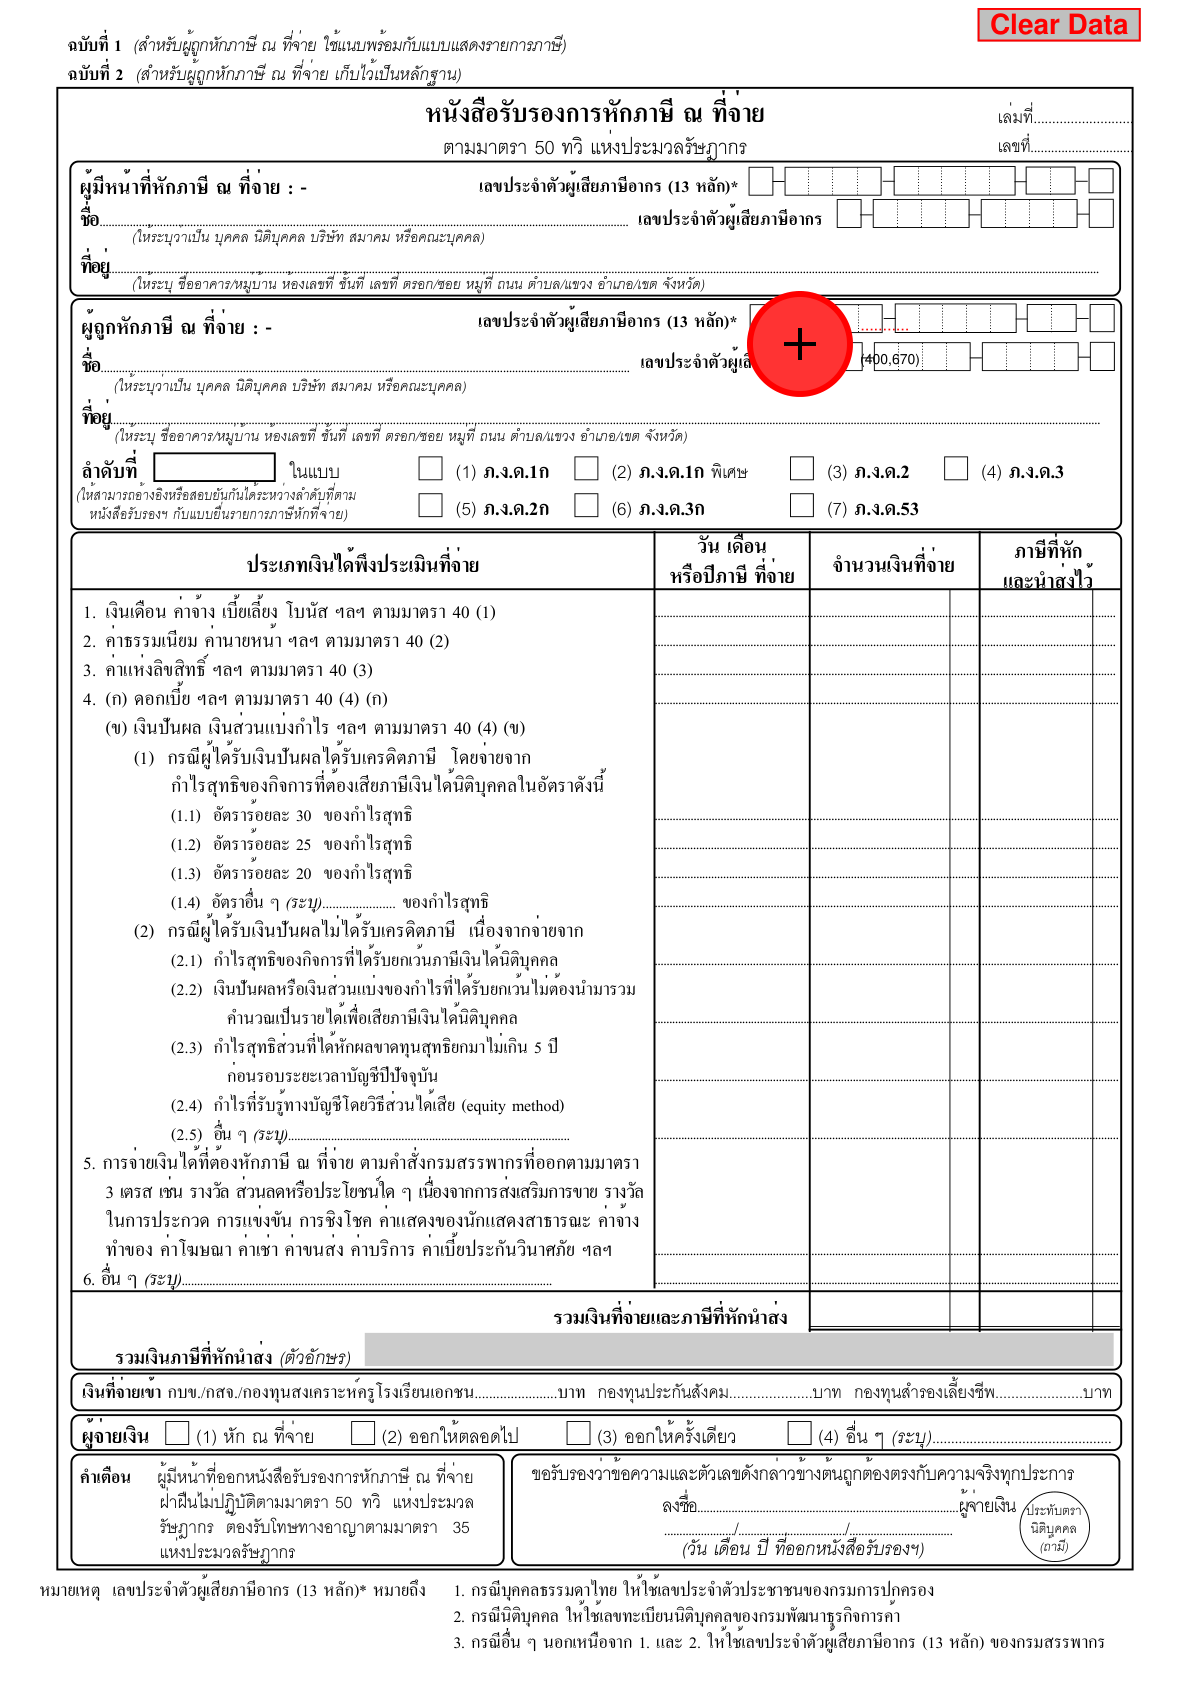 Clear Data
ฉบับที่ 1 (สำหรับผู้ถูกหักภาษี ณ ที่จ่าย ใช้แนบพร้อมกับแบบแสดงรายการภาษี)
ฉบับที่ 2 (สำหรับผู้ถูกหักภาษี ณ ที่จ่าย เก็บไว้เป็นหลักฐาน)
หนังสือรับรองการหักภาษี ณ ที่จ่าย
เล่มที่
ตามมาตรา 50 ทวิ แห่งประมวลรัษฎากร
เลขที่
ผู้มีหน้าที่หักภาษี ณ ที่จ่าย : - เลขประจำตัวผู้เสียภาษีอากร (13 หลัก)*
ชื่อ เลขประจำตัวผู้เสียภาษีอากร
(ให้ระบุว่าเป็น บุคคล นิติบุคคล บริษัท สมาคม หรือคณะบุคคล)
ที่อยู่
(ให้ระบุ ชื่ออาคาร/หมู่บ้าน ห้องเลขที่ ชั้นที่ เลขที่ ตรอก/ซอย หมู่ที่ ถนน ตำบล/แขวง อำเภอ/เขต จังหวัด)
ผู้ถูกหักภาษี ณ ที่จ่าย : - เลขประจำตัวผู้เสียภาษีอากร (13 หลัก)*
ชื่อ เลขประจำตัวผู้เสี (400,670)
(ให้ระบุว่าเป็น บุคคล นิติบุคคล บริษัท สมาคม หรือคณะบุคคล)
ที่อยู่
(ให้ระบุ ชื่ออาคาร/หมู่บ้าน ห้องเลขที่ ชั้นที่ เลขที่ ตรอก/ซอย หมู่ที่ ถนน ตำบล/แขวง อำเภอ/เขต จังหวัด)
ลำดับที่ ในแบบ (1) ภ.ง.ด.1ก (2) ภ.ง.ด.1ก พิเศษ (3) ภ.ง.ด.2 (4) ภ.ง.ด.3
(ให้สามารถอ้างอิงหรือสอบยันกันได้ระหว่างลำดับที่ตาม
หนังสือรับรองฯ กับแบบยื่นรายการภาษีหักที่จ่าย) (5) ภ.ง.ด.2ก (6) ภ.ง.ด.3ก (7) ภ.ง.ด.53
ประเภทเงินได้พึงประเมินที่จ่าย
วัน เดือน
หรือปีภาษี ที่จ่าย
จำนวนเงินที่จ่าย
ภาษีที่หัก
และนำส่งไว้
1. เงินเดือน ค่าจ้าง เบี้ยเลี้ยง โบนัส ฯลฯ ตามมาตรา 40 (1)
2. ค่าธรรมเนียม ค่านายหน้า ฯลฯ ตามมาตรา 40 (2)
3. ค่าแห่งลิขสิทธิ์ ฯลฯ ตามมาตรา 40 (3)
4. (ก) ดอกเบี้ย ฯลฯ ตามมาตรา 40 (4) (ก)
(ข) เงินปันผล เงินส่วนแบ่งกำไร ฯลฯ ตามมาตรา 40 (4) (ข)
(1) กรณีผู้ได้รับเงินปันผลได้รับเครดิตภาษี โดยจ่ายจาก
กำไรสุทธิของกิจการที่ต้องเสียภาษีเงินได้นิติบุคคลในอัตราดังนี้
(1.1) อัตราร้อยละ 30 ของกำไรสุทธิ
(1.2) อัตราร้อยละ 25 ของกำไรสุทธิ
(1.3) อัตราร้อยละ 20 ของกำไรสุทธิ
(1.4) อัตราอื่น ๆ (ระบุ)...................... ของกำไรสุทธิ
(2) กรณีผู้ได้รับเงินปันผลไม่ได้รับเครดิตภาษี เนื่องจากจ่ายจาก
(2.1) กำไรสุทธิของกิจการที่ได้รับยกเว้นภาษีเงินได้นิติบุคคล
(2.2) เงินปันผลหรือเงินส่วนแบ่งของกำไรที่ได้รับยกเว้นไม่ต้องนำมารวม
คำนวณเป็นรายได้เพื่อเสียภาษีเงินได้นิติบุคคล
(2.3) กำไรสุทธิส่วนที่ได้หักผลขาดทุนสุทธิยกมาไม่เกิน 5 ปี
ก่อนรอบระยะเวลาบัญชีปีปัจจุบัน
(2.4) กำไรที่รับรู้ทางบัญชีโดยวิธีส่วนได้เสีย (equity method)
(2.5) อื่น ๆ (ระบุ)
5. การจ่ายเงินได้ที่ต้องหักภาษี ณ ที่จ่าย ตามคำสั่งกรมสรรพากรที่ออกตามมาตรา
3 เตรส เช่น รางวัล ส่วนลดหรือประโยชน์ใด ๆ เนื่องจากการส่งเสริมการขาย รางวัล
ในการประกวด การแข่งขัน การชิงโชค ค่าแสดงของนักแสดงสาธารณะ ค่าจ้าง
ทำของ ค่าโฆษณา ค่าเช่า ค่าขนส่ง ค่าบริการ ค่าเบี้ยประกันวินาศภัย ฯลฯ
6. อื่น ๆ (ระบุ)
รวมเงินที่จ่ายและภาษีที่หักนำส่ง
รวมเงินภาษีที่หักนำส่ง (ตัวอักษร)
เงินที่จ่ายเข้า กบข./กสจ./กองทุนสงเคราะห์ครูโรงเรียนเอกชน......................บาท กองทุนประกันสังคม......................บาท กองทุนสำรองเลี้ยงชีพ......................บาท
ผู้จ่ายเงิน (1) หัก ณ ที่จ่าย (2) ออกให้ตลอดไป (3) ออกให้ครั้งเดียว (4) อื่น ๆ (ระบุ)
คำเตือน ผู้มีหน้าที่ออกหนังสือรับรองการหักภาษี ณ ที่จ่าย
ฝ่าฝืนไม่ปฏิบัติตามมาตรา 50 ทวิ แห่งประมวล
รัษฎากร ต้องรับโทษทางอาญาตามมาตรา 35
แห่งประมวลรัษฎากร
ขอรับรองว่าข้อความและตัวเลขดังกล่าวข้างต้นถูกต้องตรงกับความจริงทุกประการ
ลงชื่อ......................ผู้จ่ายเงิน
....................../....................../......................
(วัน เดือน ปี ที่ออกหนังสือรับรองฯ)
ประทับตรา
นิติบุคคล
(ถ้ามี)
หมายเหตุ เลขประจำตัวผู้เสียภาษีอากร (13 หลัก)* หมายถึง 1. กรณีบุคคลธรรมดาไทย ให้ใช้เลขประจำตัวประชาชนของกรมการปกครอง
2. กรณีนิติบุคคล ให้ใช้เลขทะเบียนนิติบุคคลของกรมพัฒนาธุรกิจการค้า
3. กรณีอื่น ๆ นอกเหนือจาก 1. และ 2. ให้ใช้เลขประจำตัวผู้เสียภาษีอากร (13 หลัก) ของกรมสรรพากร